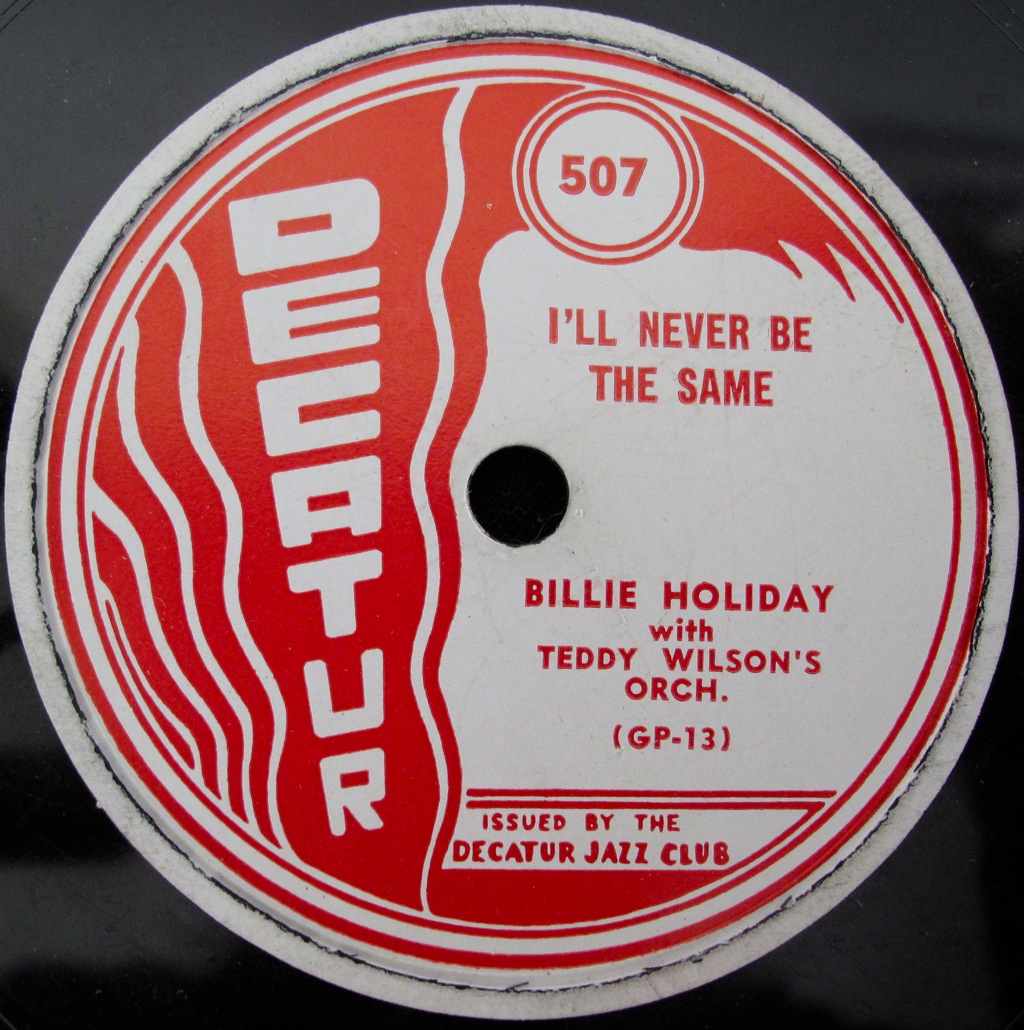 DECATUR
507
I'LL NEVER BE
THE SAME
BILLIE HOLIDAY
with
TEDDY WILSON'S
ORCH.
(GP-13)
ISSUED BY THE
DECATUR JAZZ CLUB